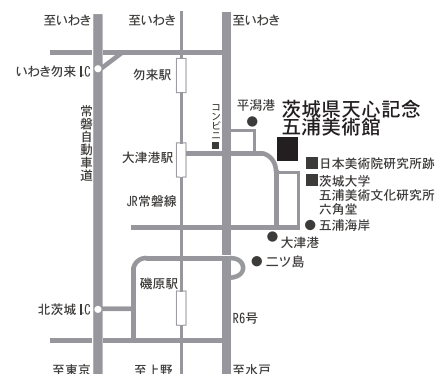 至いわき
至いわき
至いわき
いわき勿来 I.C
勿来駅
平潟港
茨城県天心記念
五浦美術館
コンビニ
常磐自動車道
大津港駅
日本美術院研究所跡
茨城大学
五浦美術文化研究所
六角堂
JR常磐線
五浦海岸
大津港
二ツ島
磯原駅
北茨城 I.C
R6号
至東京
至上野
至水戸